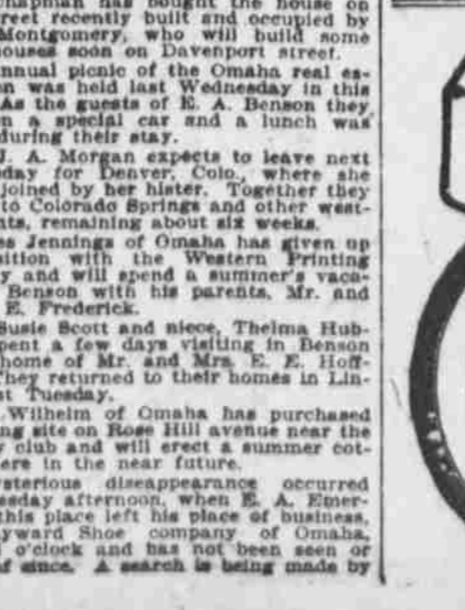 hapman has bought the house on
reet recently built and occupied by
Montgomery, who will build some
ouses soon on Davenport street.
nnual picnic of the Omaha real es-
n was held last Wednesday in this
As the guests of E. A. Benson they
n a special car and a lunch was
during their stay.
J. A. Morgan expects to leave next
day for Denver, Colo., where she
joined by her hister. Together they
to Colorado Springs and other west-
nts, remaining about six weeks.
es Jennings of Omaha has given up
sition with the Western Printing
y and will spend a summer's vaca-
Benson with his parents, Mr. and
E. Frederick.
Susie Scott and niece, Thelma Hub-
pent a few days visiting in Benson
home of Mr. and Mrs. E. E. Hoff-
They returned to their homes in Lin-
st Tuesday.
Wilhelm of Omaha has purchased
ng site on Rose Hill avenue near the
y club and will erect a summer cot-
ere in the near future.
ysterious diseappearance occurred
esday afternoon, when E. A. Emer-
this place left his place of business,
ayward Shoe company of Omaha,
o'clock and has not been seen or
of since. A search is being made by